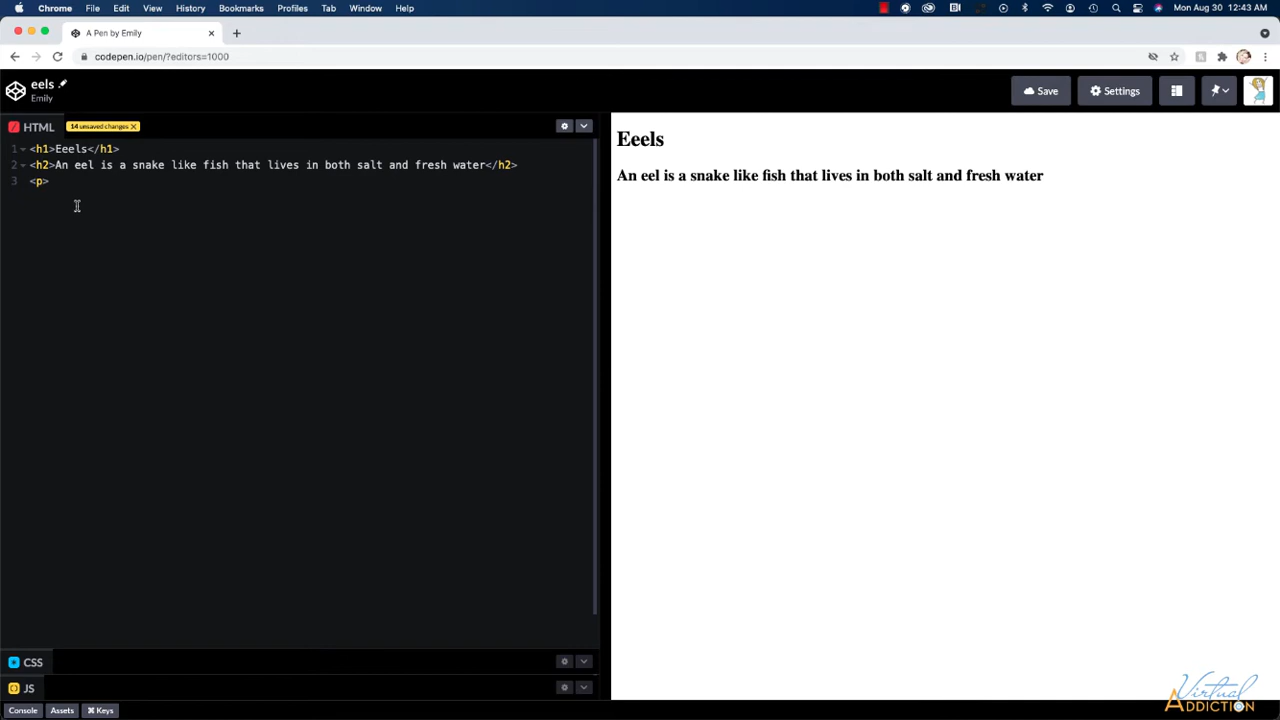 Chrome File Edit View History Bookmarks Profiles Tab Window Help Mon Aug 30 12:43 AM
A Pen by Emily
codepen.io/pen/?editors=1000
eels
Emily
Save Settings
HTML 14 unsaved changes X
1 <h1>Eeels</h1>
2 <h2>An eel is a snake like fish that lives in both salt and fresh water</h2>
3 <p>
Eeels
An eel is a snake like fish that lives in both salt and fresh water
CSS
JS
Console Assets ⌘ Keys
Virtual
ADDICTION